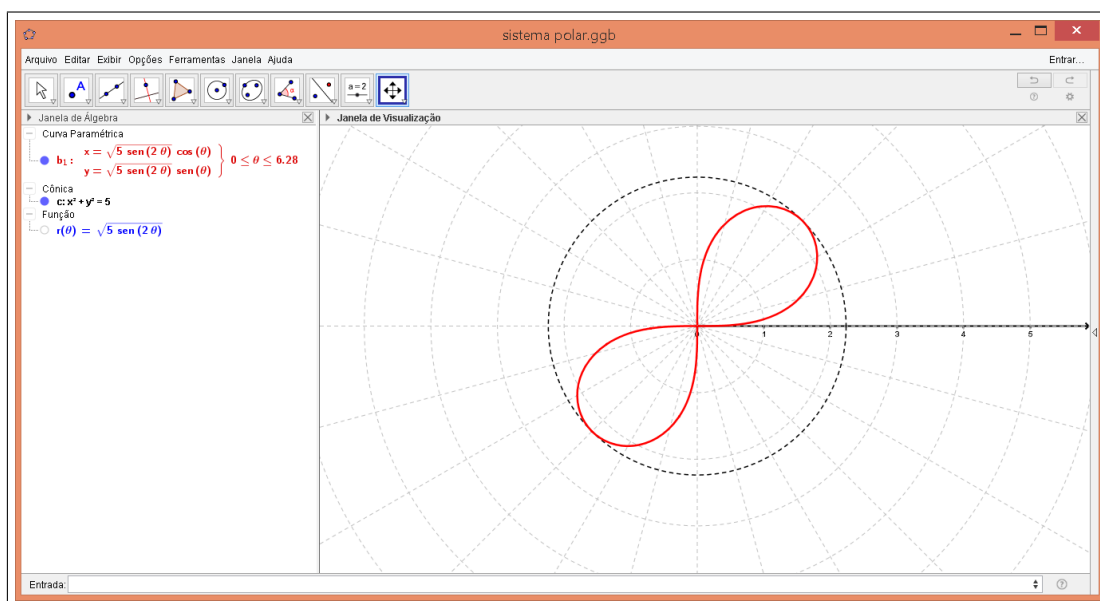 sistema polar.ggb
Arquivo Editar Exibir Opções Ferramentas Janela Ajuda
Entrar...
A
α
a=2
Janela de Álgebra
Janela de Visualização
Curva Paramétrica
b₁: x = √(5 sen (2 θ)) cos (θ)
y = √(5 sen (2 θ)) sen (θ) } 0 ≤ θ ≤ 6.28
Cônica
c: x² + y² = 5
Função
r(θ) = √(5 sen (2 θ))
0 1 2 3 4 5
Entrada: